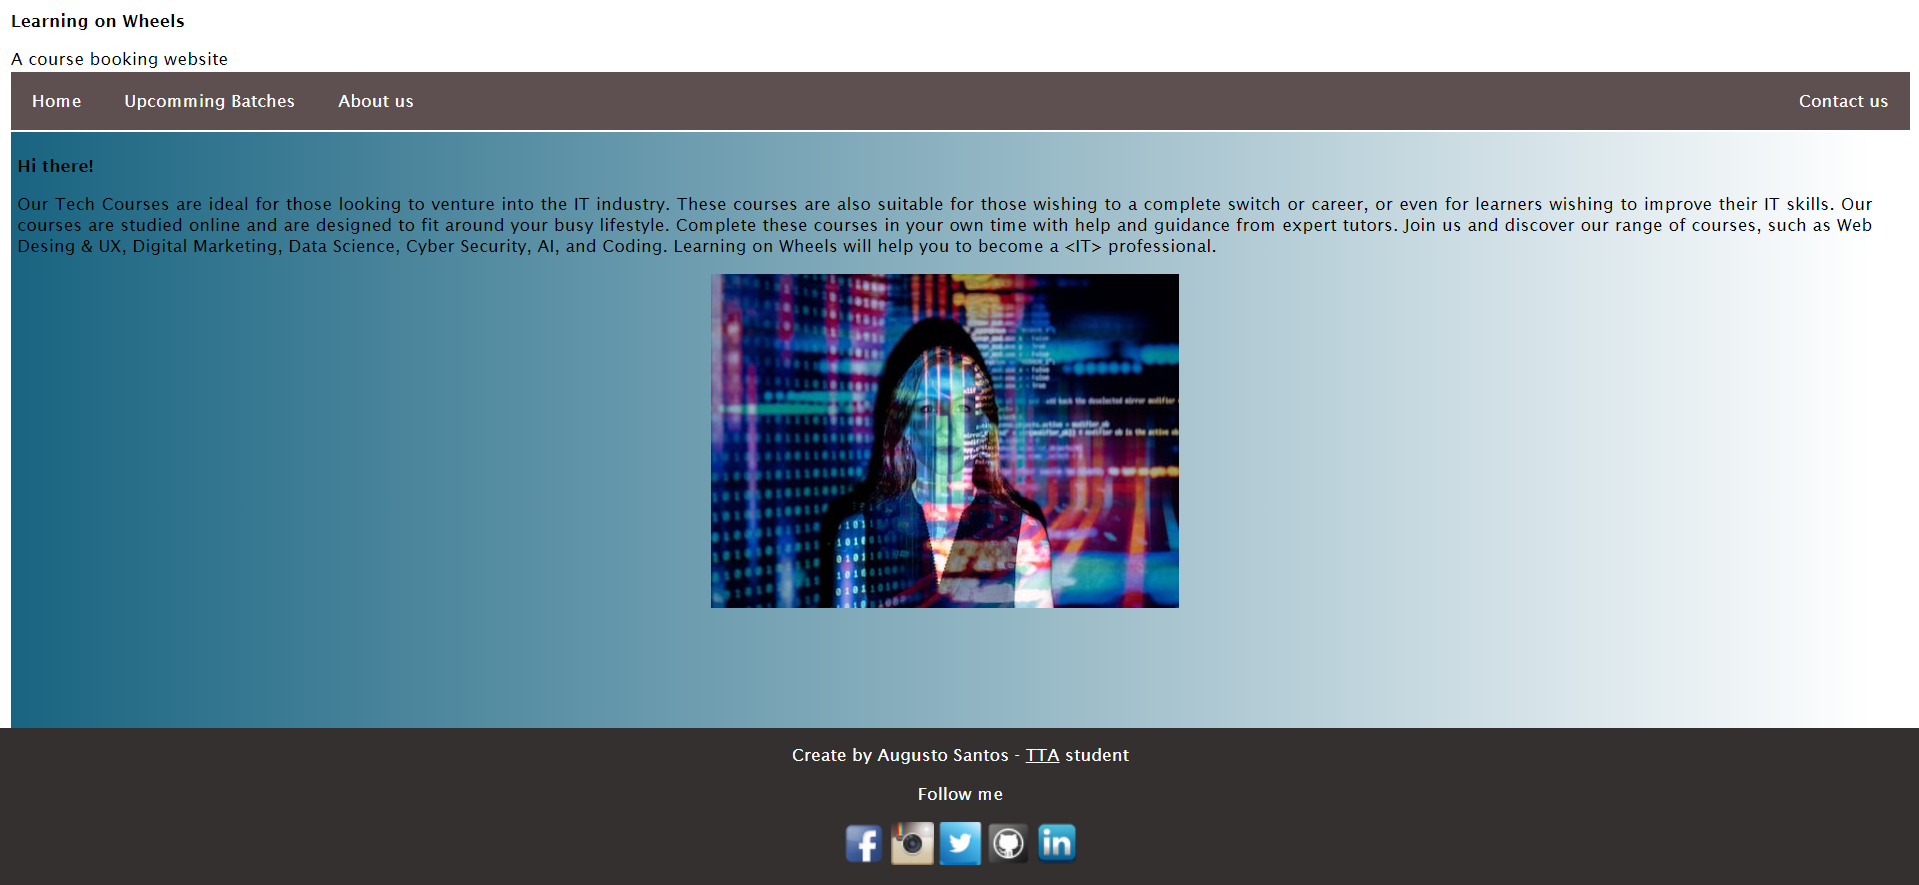 Learning on Wheels
A course booking website
Home Upcomming Batches About us Contact us
Hi there!
Our Tech Courses are ideal for those looking to venture into the IT industry. These courses are also suitable for those wishing to a complete switch or career, or even for learners wishing to improve their IT skills. Our
courses are studied online and are designed to fit around your busy lifestyle. Complete these courses in your own time with help and guidance from expert tutors. Join us and discover our range of courses, such as Web
Desing & UX, Digital Marketing, Data Science, Cyber Security, AI, and Coding. Learning on Wheels will help you to become a <IT> professional.
Create by Augusto Santos - TTA student
Follow me